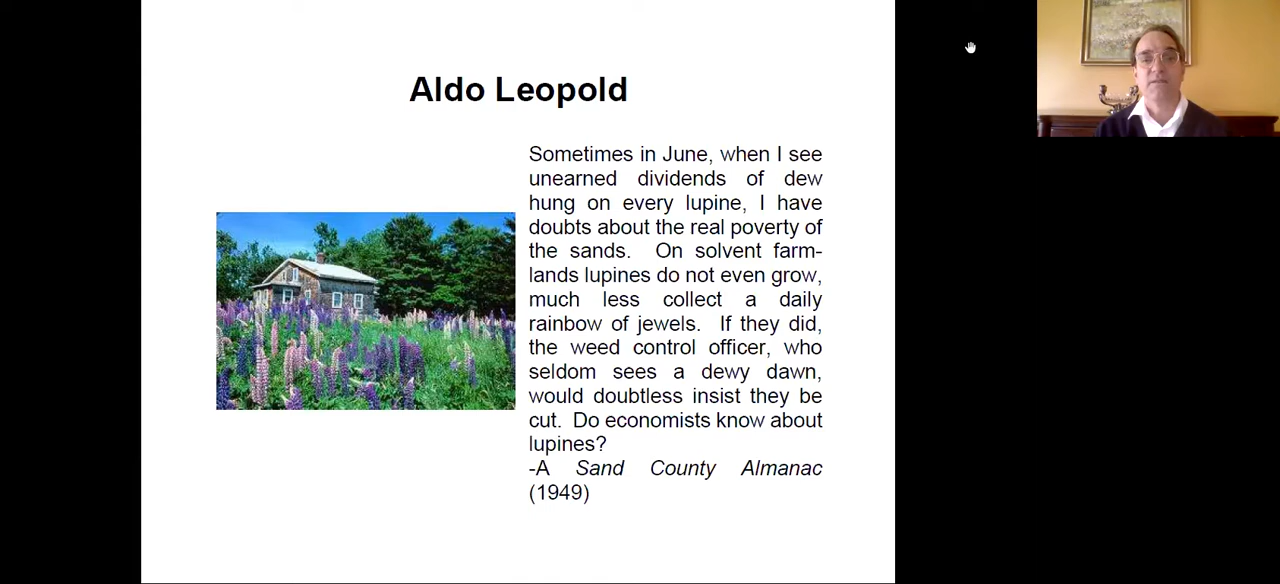 Aldo Leopold
Sometimes in June, when I see
unearned dividends of dew
hung on every lupine, I have
doubts about the real poverty of
the sands. On solvent farm-
lands lupines do not even grow,
much less collect a daily
rainbow of jewels. If they did,
the weed control officer, who
seldom sees a dewy dawn,
would doubtless insist they be
cut. Do economists know about
lupines?
-A Sand County Almanac
(1949)